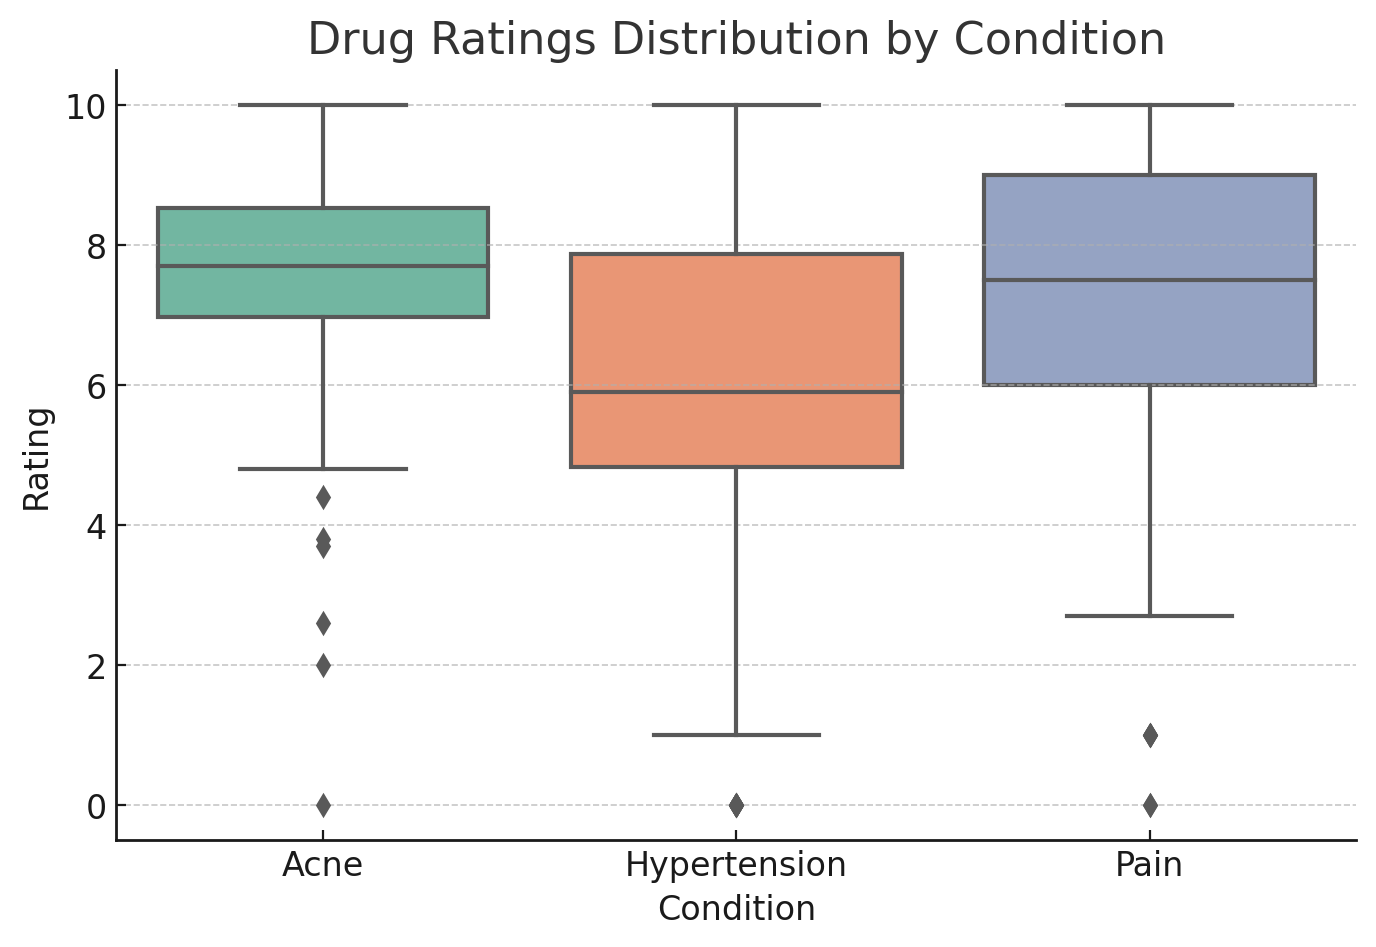 Drug Ratings Distribution by Condition
10
8
6
4
2
0
Rating
Acne
Hypertension
Pain
Condition